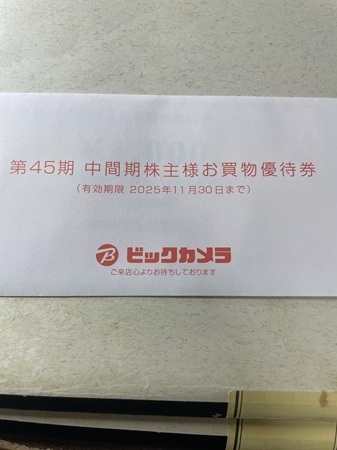 第45期 中間期株主様お買物優待券
(有効期限 2025年11月30日まで)
B ビックカメラ
ご来店心よりお待ちしております